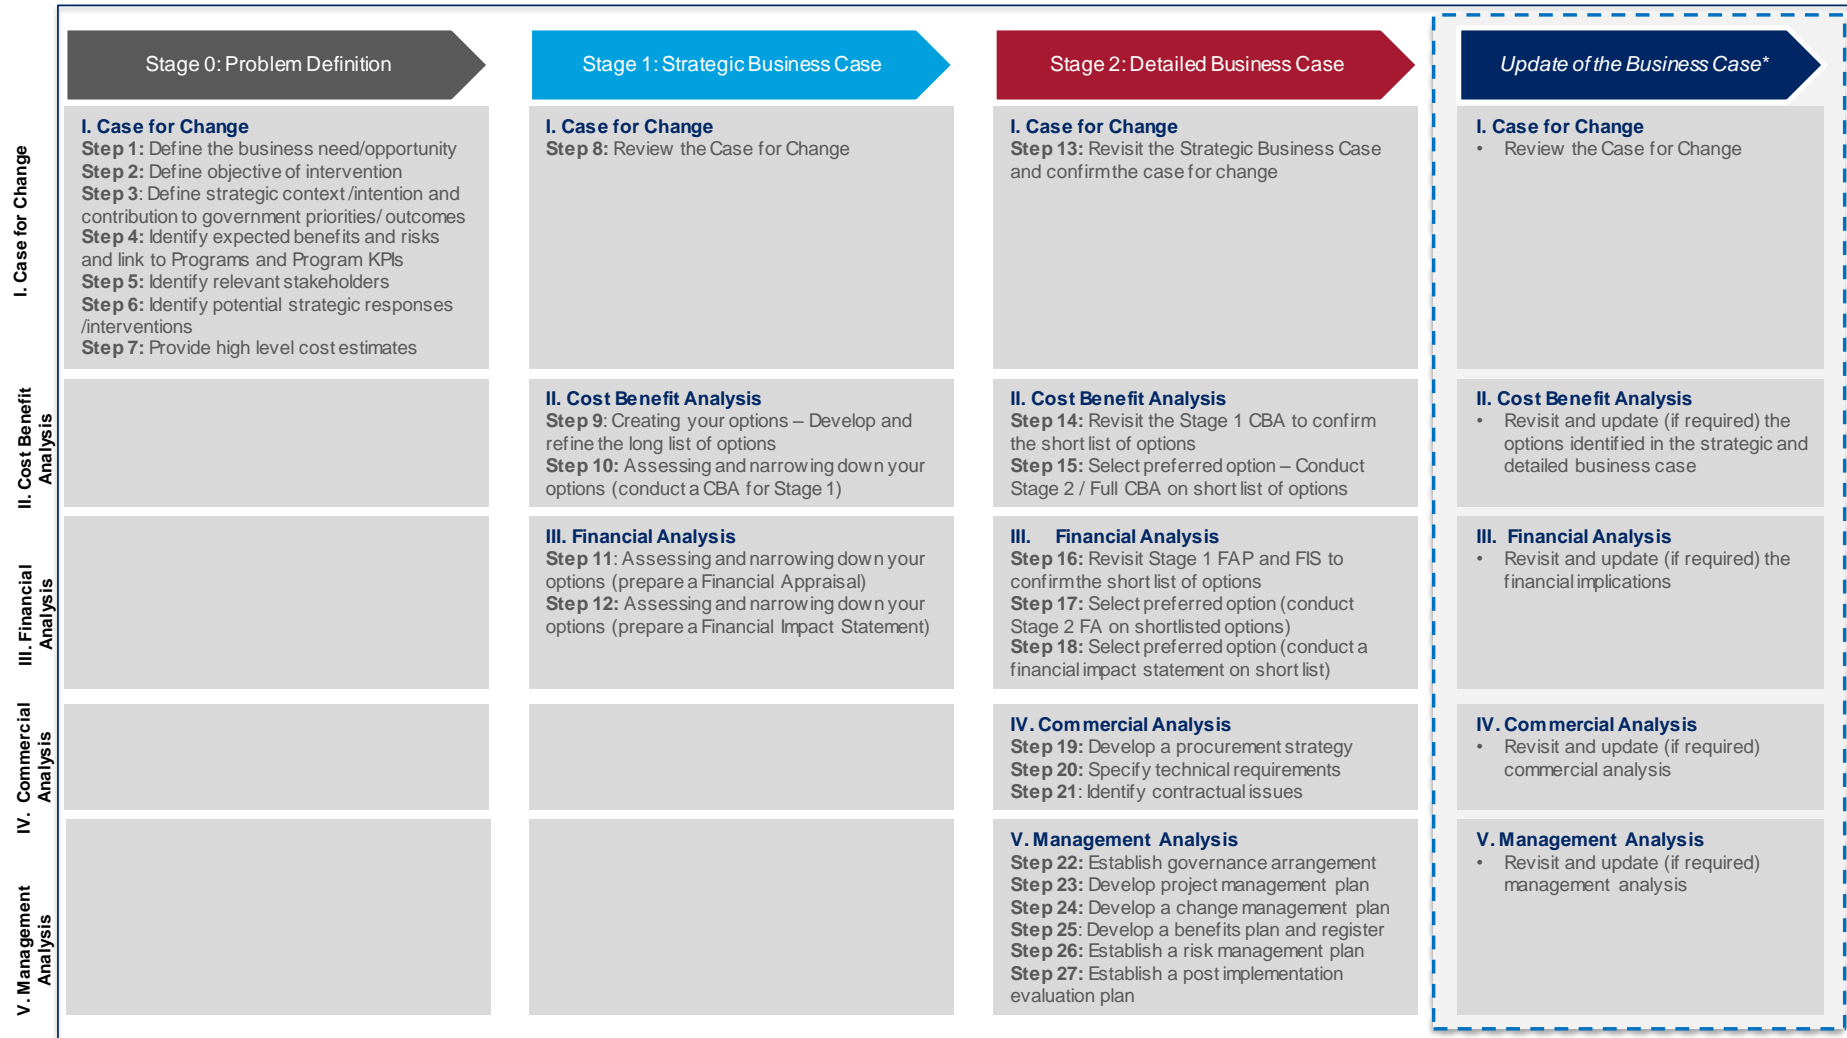 Stage 0: Problem Definition
Stage 1: Strategic Business Case
Stage 2: Detailed Business Case
Update of the Business Case*
I. Case for Change
I. Case for Change
Step 1: Define the business need/opportunity
Step 2: Define objective of intervention
Step 3: Define strategic context /intention and
contribution to government priorities/ outcomes
Step 4: Identify expected benefits and risks
and link to Programs and Program KPIs
Step 5: Identify relevant stakeholders
Step 6: Identify potential strategic responses
/interventions
Step 7: Provide high level cost estimates
I. Case for Change
Step 8: Review the Case for Change
I. Case for Change
Step 13: Revisit the Strategic Business Case
and confirm the case for change
I. Case for Change
• Review the Case for Change
II. Cost Benefit
Analysis
II. Cost Benefit Analysis
Step 9: Creating your options – Develop and
refine the long list of options
Step 10: Assessing and narrowing down your
options (conduct a CBA for Stage 1)
II. Cost Benefit Analysis
Step 14: Revisit the Stage 1 CBA to confirm
the short list of options
Step 15: Select preferred option – Conduct
Stage 2 / Full CBA on short list of options
II. Cost Benefit Analysis
• Revisit and update (if required) the
options identified in the strategic and
detailed business case
III. Financial
Analysis
III. Financial Analysis
Step 11: Assessing and narrowing down your
options (prepare a Financial Appraisal)
Step 12: Assessing and narrowing down your
options (prepare a Financial Impact Statement)
III. Financial Analysis
Step 16: Revisit Stage 1 FAP and FIS to
confirm the short list of options
Step 17: Select preferred option (conduct
Stage 2 FA on shortlisted options)
Step 18: Select preferred option (conduct a
financial impact statement on short list)
III. Financial Analysis
• Revisit and update (if required) the
financial implications
IV. Commercial
Analysis
IV. Commercial Analysis
Step 19: Develop a procurement strategy
Step 20: Specify technical requirements
Step 21: Identify contractual issues
IV. Commercial Analysis
• Revisit and update (if required)
commercial analysis
V. Management
Analysis
V. Management Analysis
Step 22: Establish governance arrangement
Step 23: Develop project management plan
Step 24: Develop a change management plan
Step 25: Develop a benefits plan and register
Step 26: Establish a risk management plan
Step 27: Establish a post implementation
evaluation plan
V. Management Analysis
• Revisit and update (if required)
management analysis